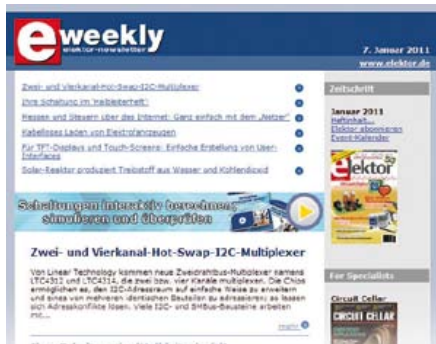 eweekly
elektor-newsletter
7. Januar 2011
www.elektor.de
Zwei- und Vierkanal-Hot-Swap-I2C-Multiplexer
Ihre Schaltung im 'Halbleiterheft'
Messen und Steuern über das Internet: Ganz einfach mit dem „Netzer"
Kabelloses Laden von Elektrofahrzeugen
Für TFT-Displays und Touch-Screens: Einfache Erstellung von User-
Interfaces
Solar-Reaktor produziert Treibstoff aus Wasser und Kohlendioxid
Schaltungen interaktiv berechnen,
simulieren und überprüfen
Zwei- und Vierkanal-Hot-Swap-I2C-Multiplexer
Von Linear Technology kommen neue Zweidrahtbus-Multiplexer namens
LTC4312 und LTC4314, die zwei bzw. vier Kanäle multiplexen. Die Chips
ermöglichen es, den I2C-Adressraum auf einfache Weise zu erweitern
und eines von mehreren identischen Bauteilen zu adressieren; so lassen
sich Adresskonflikte lösen. Viele I2C- und SMBus-Bausteine arbeiten
mit...
mehr
Zeitschrift
Januar 2011
Heftinhalt...
Elektor abonnieren
Event-Kalender
elektor
For Specialists
Circuit Cellar
CIRCUIT CELLAR